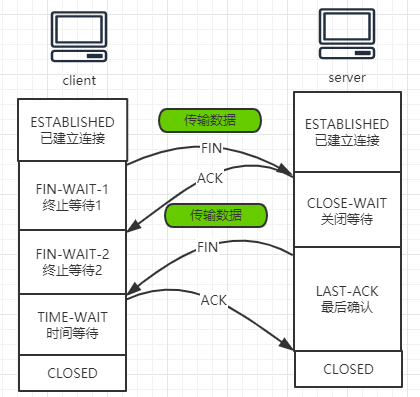 client
server
ESTABLISHED
已建立连接
传输数据
ESTABLISHED
已建立连接
FIN
ACK
FIN-WAIT-1
终止等待1
CLOSE-WAIT
关闭等待
传输数据
FIN
FIN-WAIT-2
终止等待2
LAST-ACK
最后确认
ACK
TIME-WAIT
时间等待
CLOSED
CLOSED